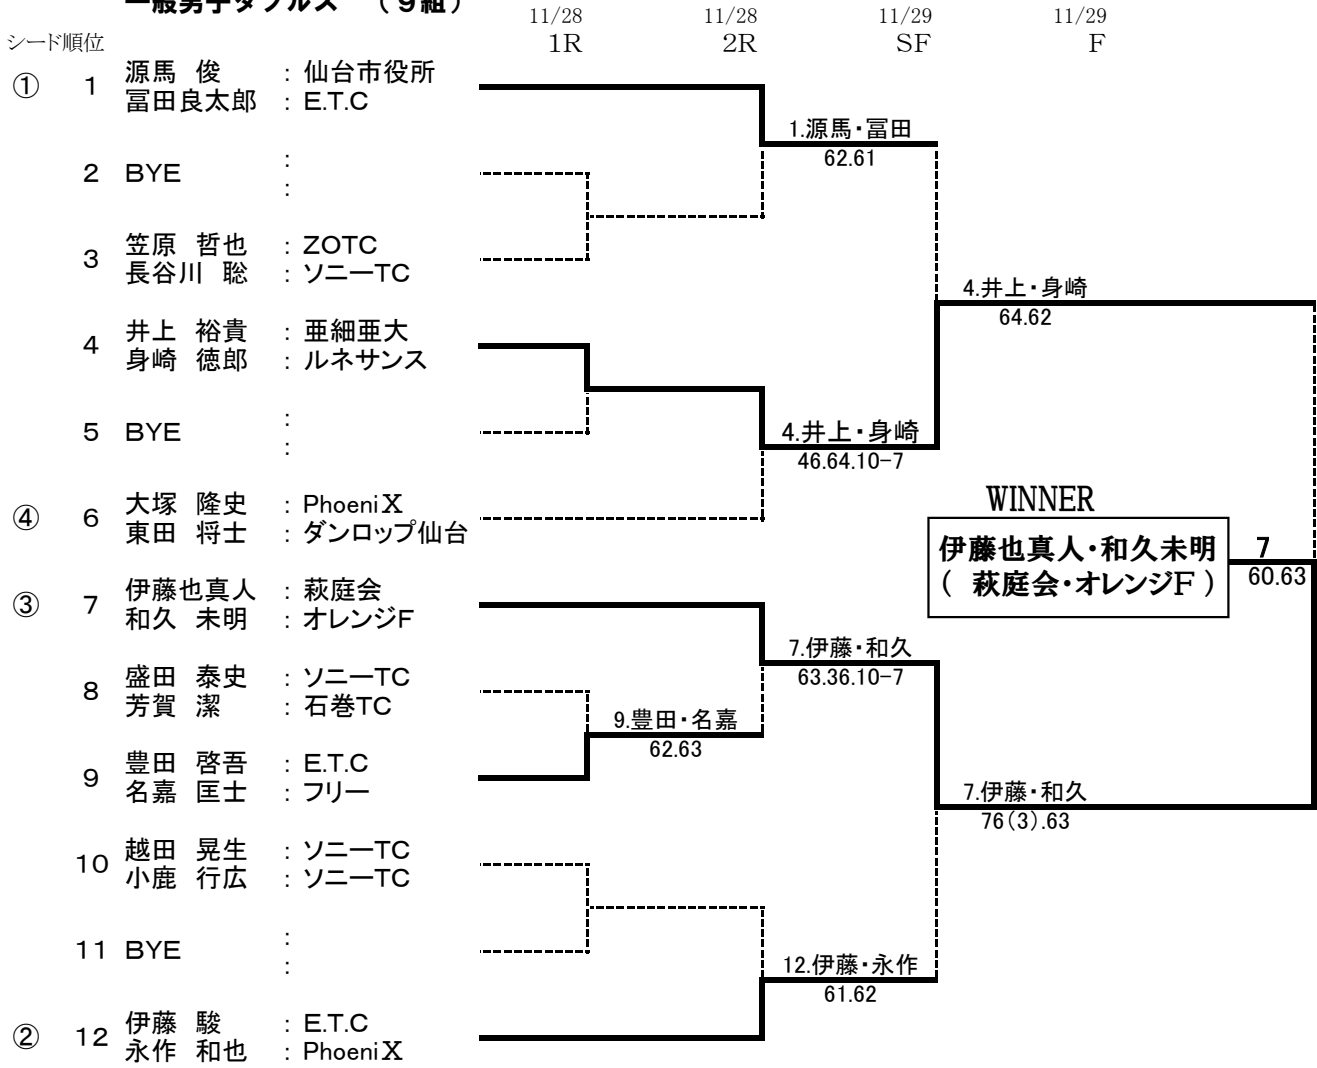 一般男子ダブルス （９組）
11/28 11/28 11/29 11/29
シード順位 1R 2R SF F
① 1 源馬 俊 : 仙台市役所
冨田良太郎 : E.T.C
1.源馬・冨田
62.61
2 BYE :
:
3 笠原 哲也 : ZOTC
長谷川 聡 : ソニーTC
4.井上・身崎
64.62
4 井上 裕貴 : 亜細亜大
身崎 徳郎 : ルネサンス
5 BYE :
:
4.井上・身崎
46.64.10-7
④ 6 大塚 隆史 : PhoeniX
東田 将士 : ダンロップ仙台
WINNER
伊藤也真人・和久未明 7
( 萩庭会・オレンジF ) 60.63
③ 7 伊藤也真人 : 萩庭会
和久 未明 : オレンジF
7.伊藤・和久
63.36.10-7
8 盛田 泰史 : ソニーTC
芳賀 潔 : 石巻TC
9.豊田・名嘉
62.63
9 豊田 啓吾 : E.T.C
名嘉 匡士 : フリー
7.伊藤・和久
76(3).63
10 越田 晃生 : ソニーTC
小鹿 行広 : ソニーTC
11 BYE :
:
12.伊藤・永作
61.62
② 12 伊藤 駿 : E.T.C
永作 和也 : PhoeniX